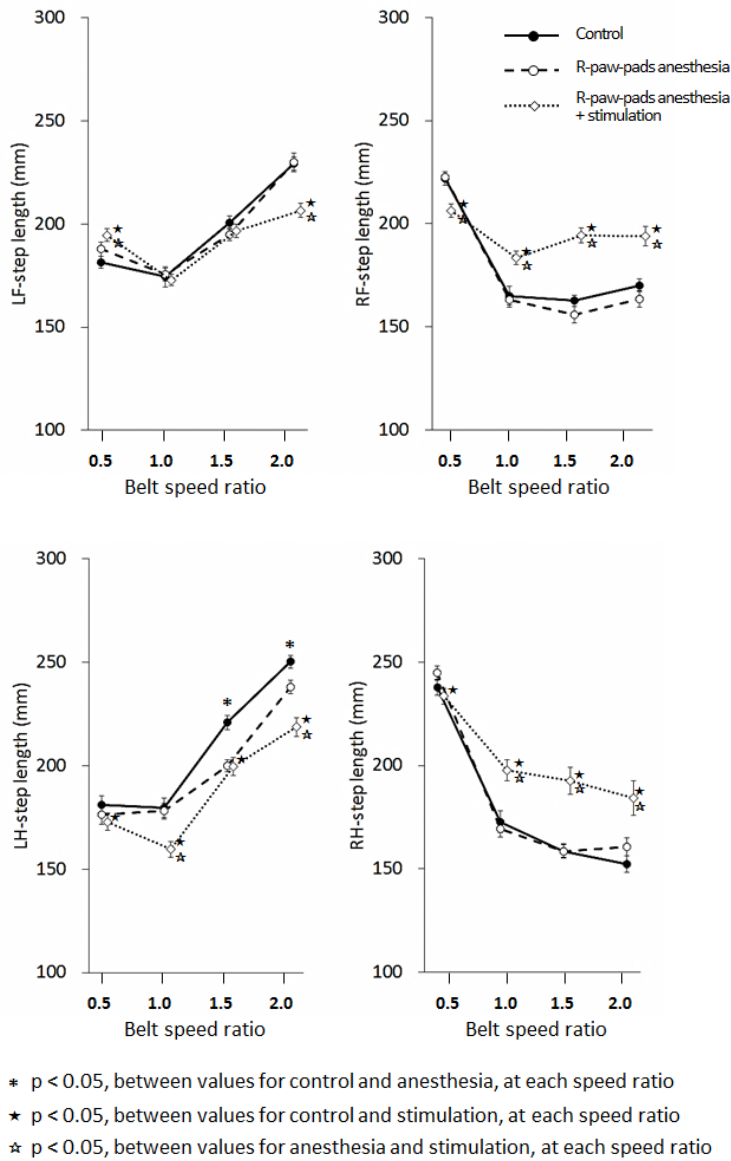 300
250
200
150
100
LF-step length (mm)
0.5 1.0 1.5 2.0
Belt speed ratio
Control
R-paw-pads anesthesia
R-paw-pads anesthesia
+ stimulation
300
250
200
150
100
RF-step length (mm)
0.5 1.0 1.5 2.0
Belt speed ratio
300
250
200
150
100
LH-step length (mm)
0.5 1.0 1.5 2.0
Belt speed ratio
300
250
200
150
100
RH-step length (mm)
0.5 1.0 1.5 2.0
Belt speed ratio
* p < 0.05, between values for control and anesthesia, at each speed ratio
★ p < 0.05, between values for control and stimulation, at each speed ratio
☆ p < 0.05, between values for anesthesia and stimulation, at each speed ratio